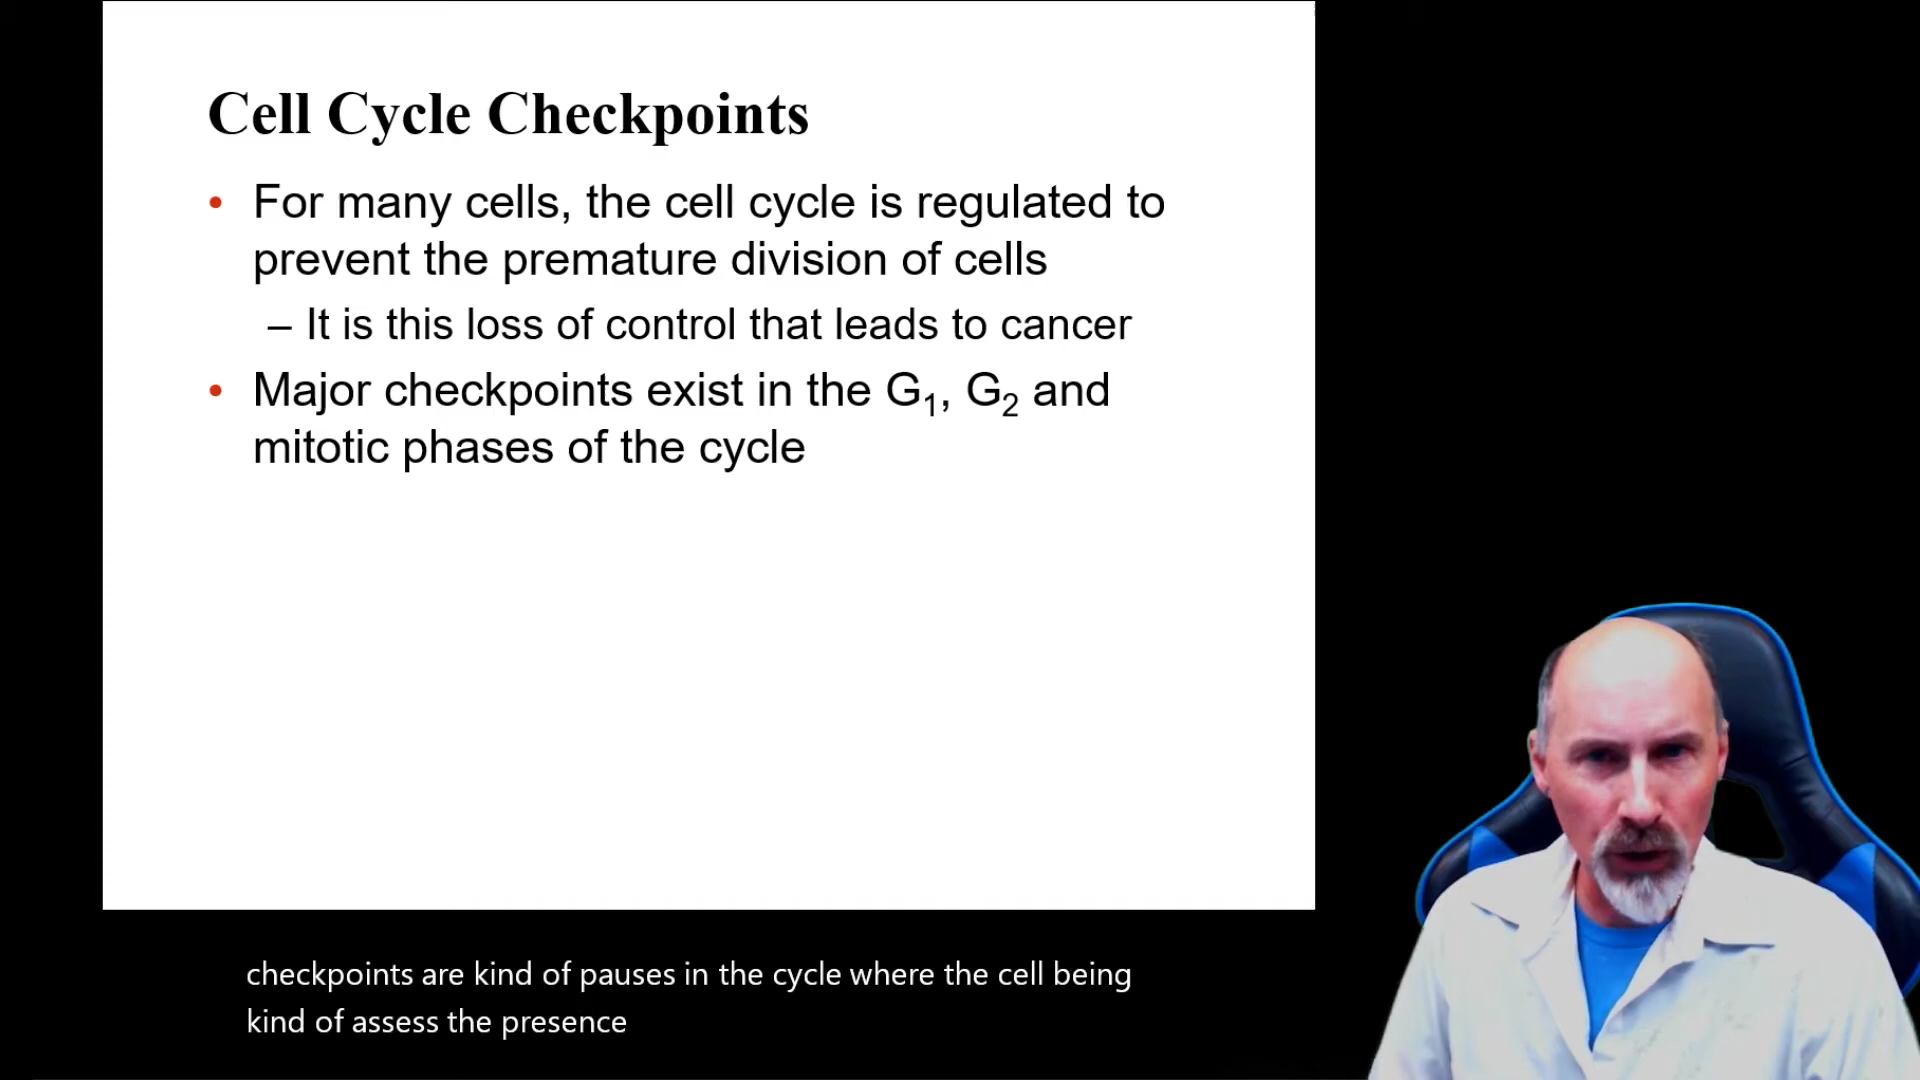 Cell Cycle Checkpoints
• For many cells, the cell cycle is regulated to
prevent the premature division of cells
– It is this loss of control that leads to cancer
• Major checkpoints exist in the G₁, G₂ and
mitotic phases of the cycle
checkpoints are kind of pauses in the cycle where the cell being
kind of assess the presence